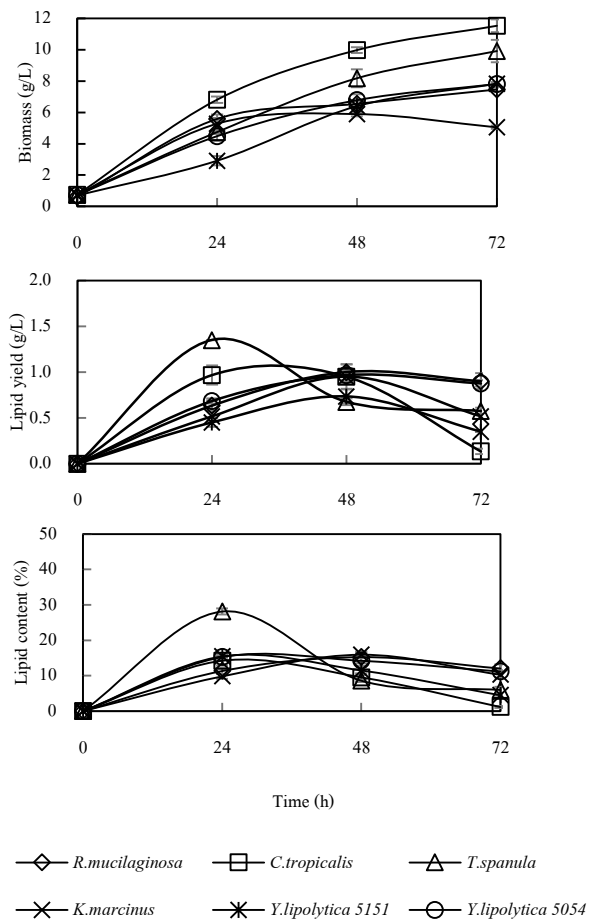 12
10
8
6
4
2
0
Biomass (g/L)
0 24 48 72
2.0
1.5
1.0
0.5
0.0
Lipid yield (g/L)
0 24 48 72
50
40
30
20
10
0
Lipid content (%)
0 24 48 72
Time (h)
R.mucilaginosa C.tropicalis T.spanula
K.marcinus Y.lipolytica 5151 Y.lipolytica 5054